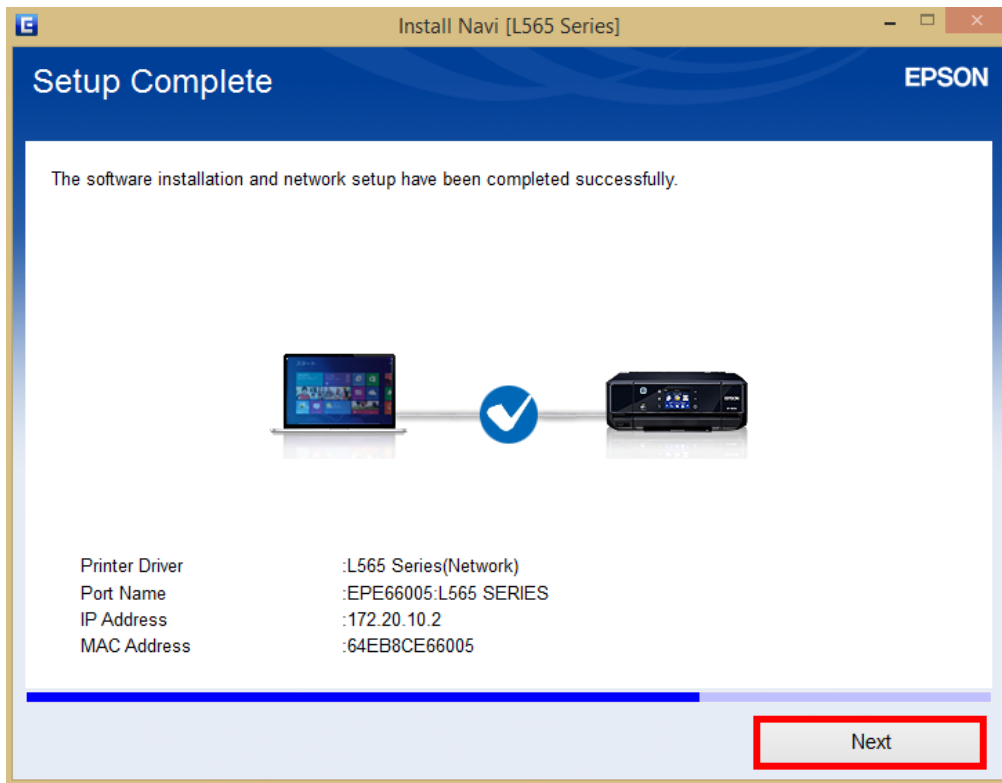 Install Navi [L565 Series]
Setup Complete
EPSON
The software installation and network setup have been completed successfully.
EPSON
Printer Driver :L565 Series(Network)
Port Name :EPE66005:L565 SERIES
IP Address :172.20.10.2
MAC Address :64EB8CE66005
Next